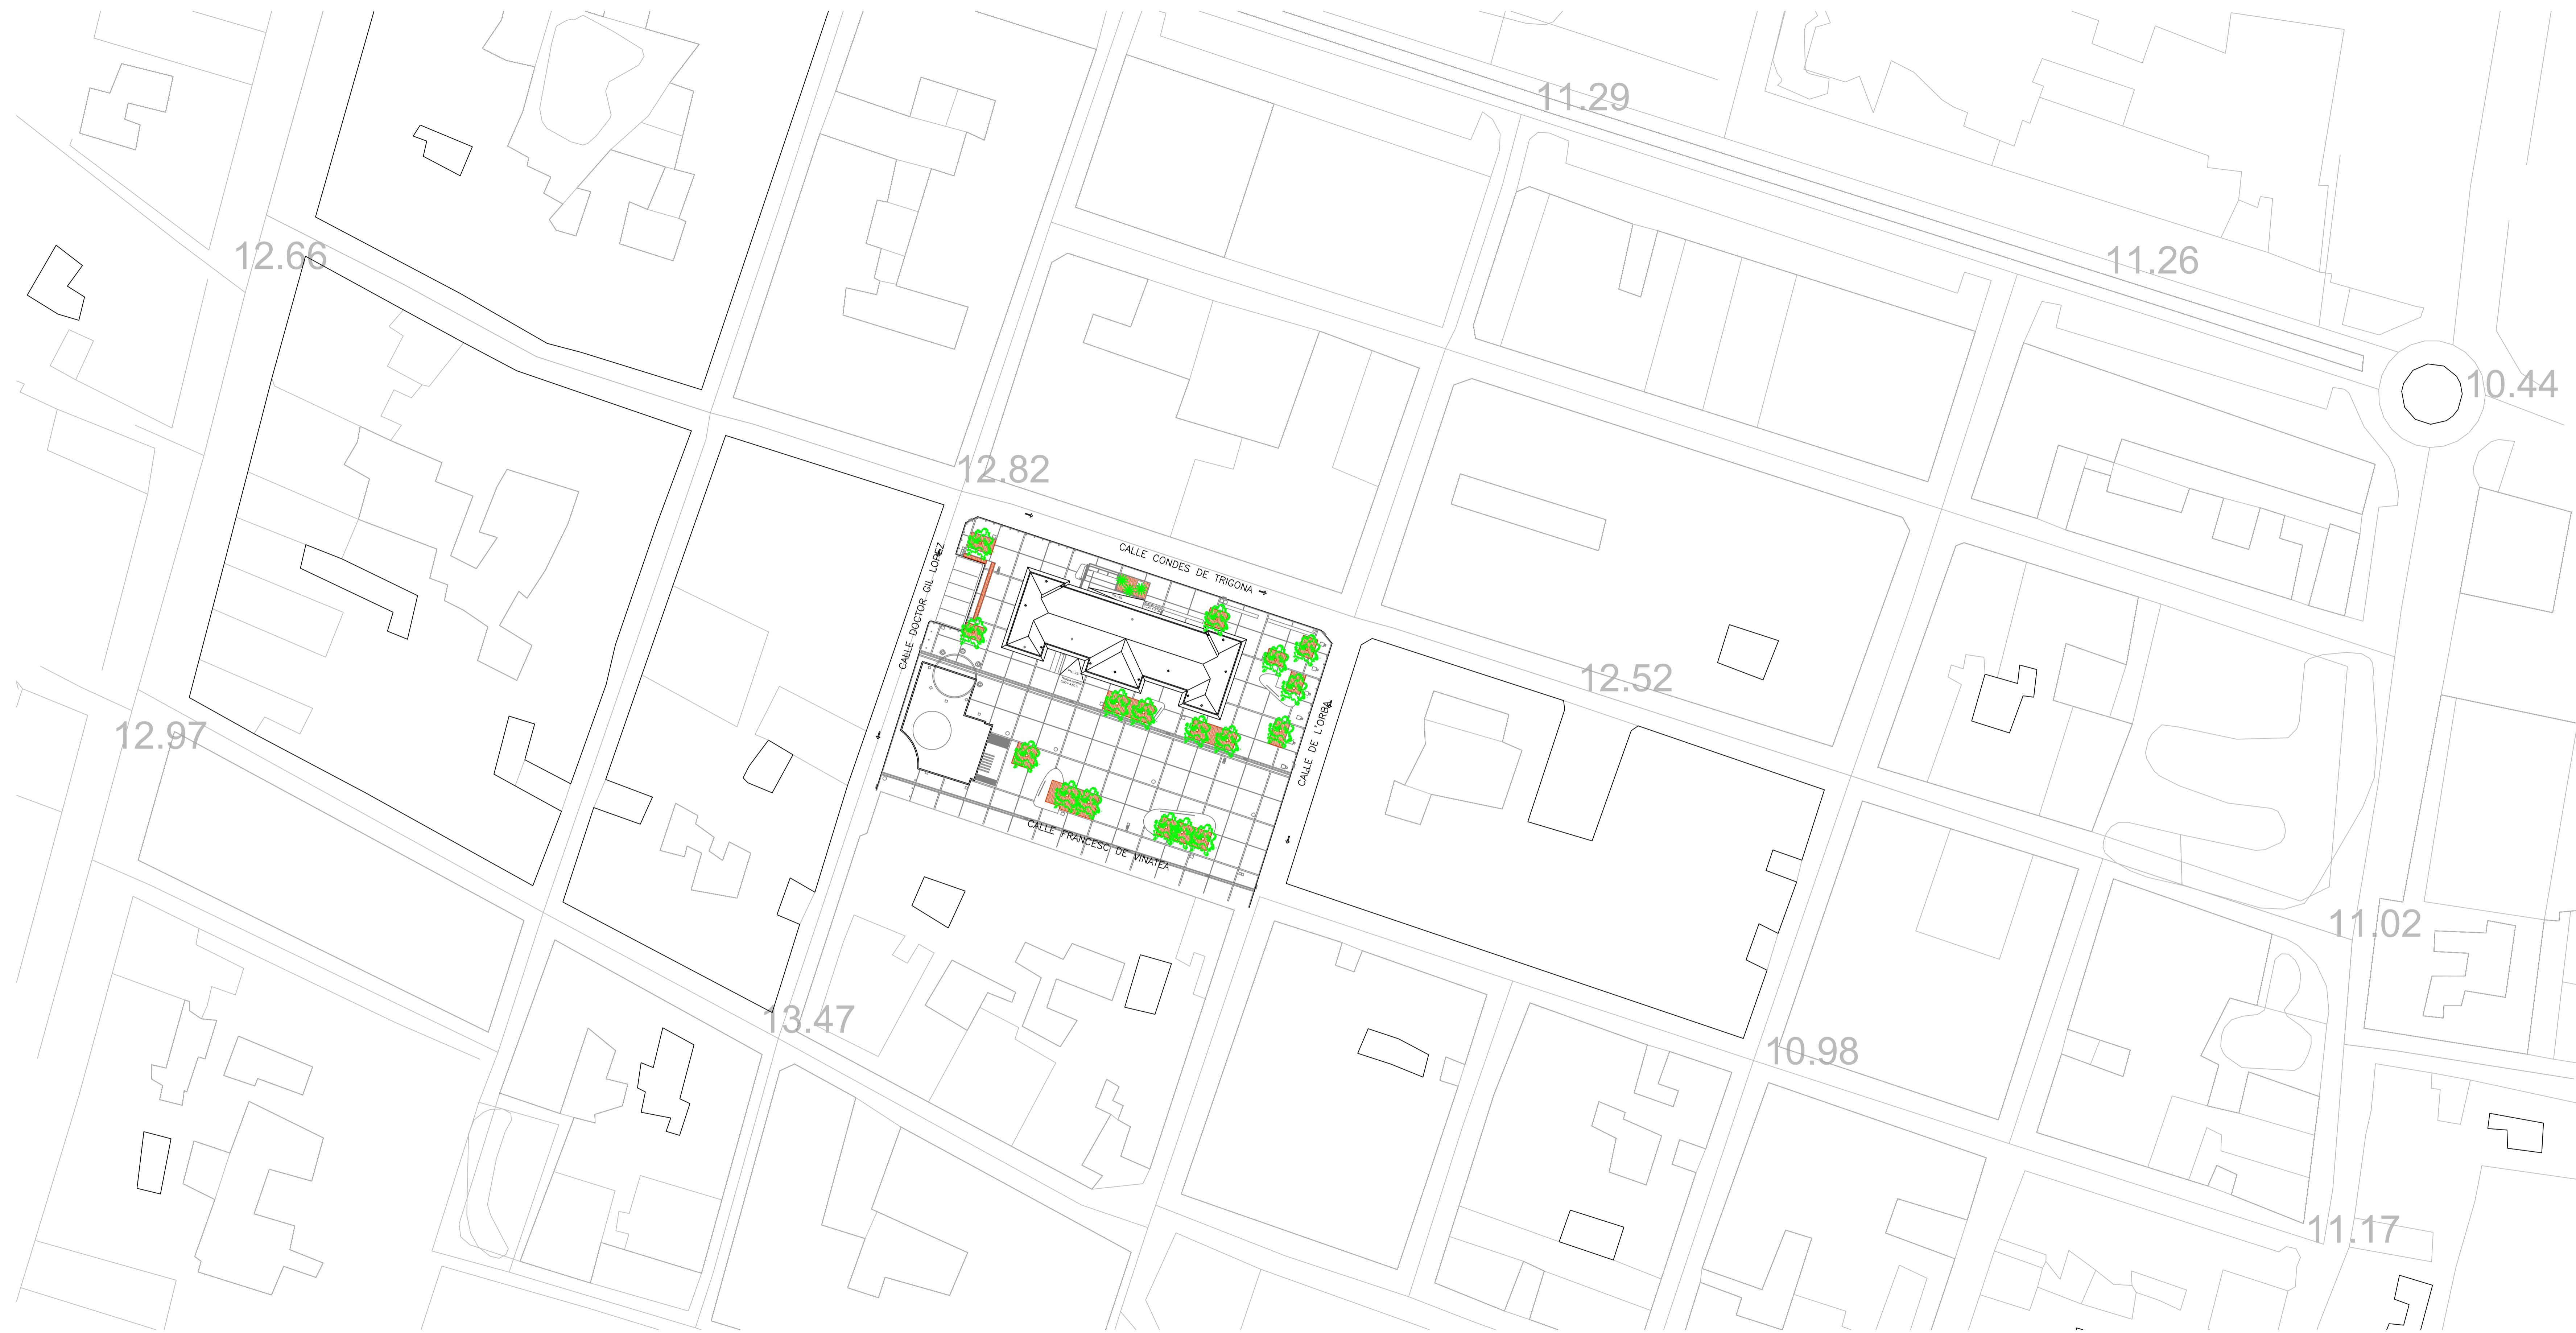 11.29
11.26
12.66
10.44
12.82
CALLE CONDES DE TRIGONA
CALLE DOCTOR GIL LOPEZ
12.52
12.97
CALLE DE L'ORBA
CALLE FRANCESC DE VINATEA
11.02
13.47
10.98
11.17